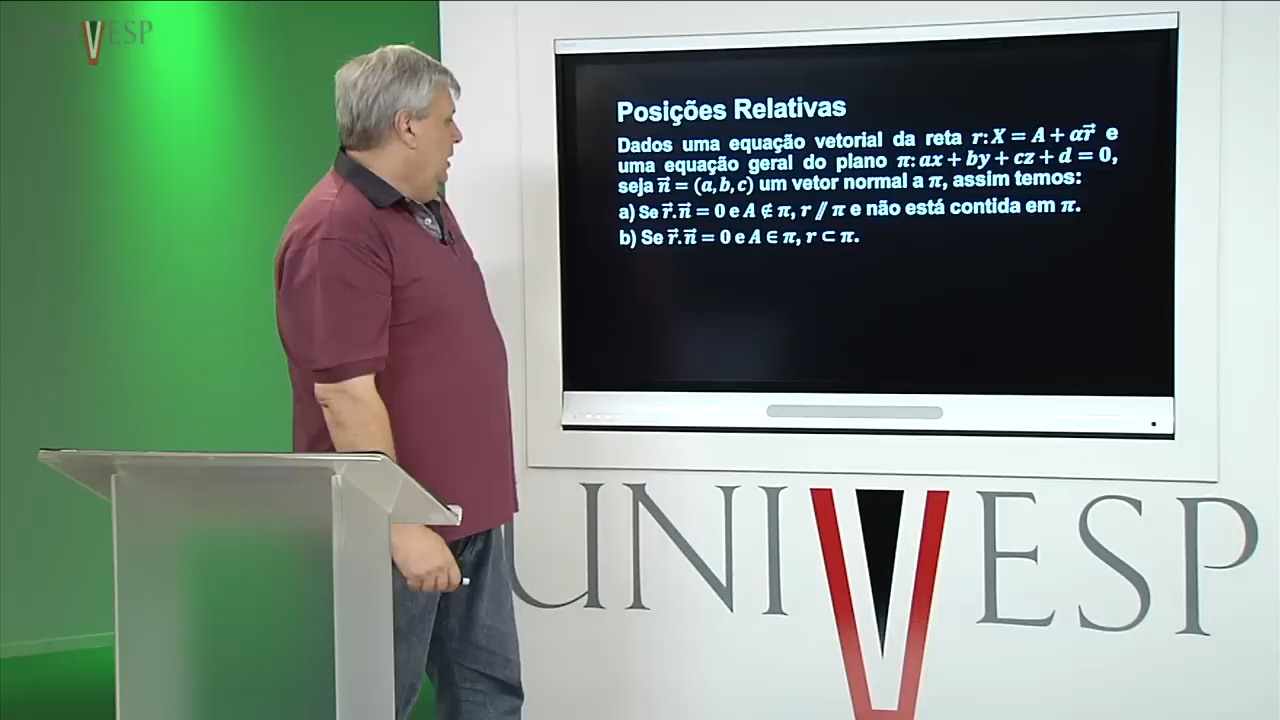 UNIVESP
Posições Relativas
Dados uma equação vetorial da reta r: X = A + αr⃗ e
uma equação geral do plano π: ax + by + cz + d = 0,
seja n⃗ = (a, b, c) um vetor normal a π, assim temos:
a) Se r⃗.n⃗ = 0 e A ∉ π, r ∕∕ π e não está contida em π.
b) Se r⃗.n⃗ = 0 e A ∈ π, r ⊂ π.
UNIVESP